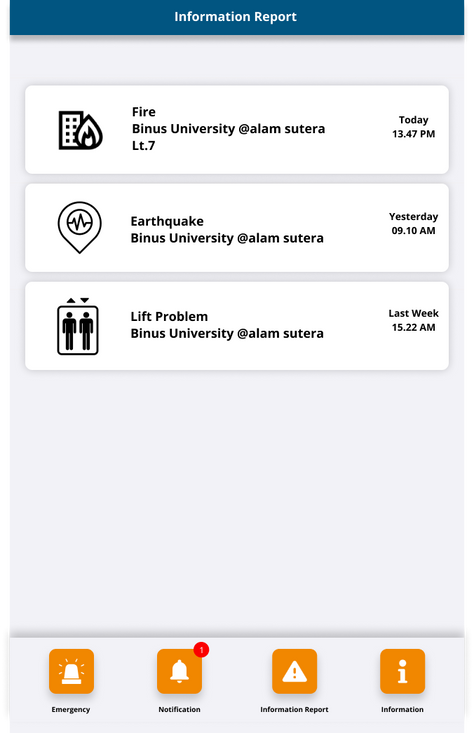 Information Report
Fire
Binus University @alam sutera
Lt.7
Today
13.47 PM
Earthquake
Binus University @alam sutera
Yesterday
09.10 AM
Lift Problem
Binus University @alam sutera
Last Week
15.22 AM
1
Emergency
Notification
Information Report
Information